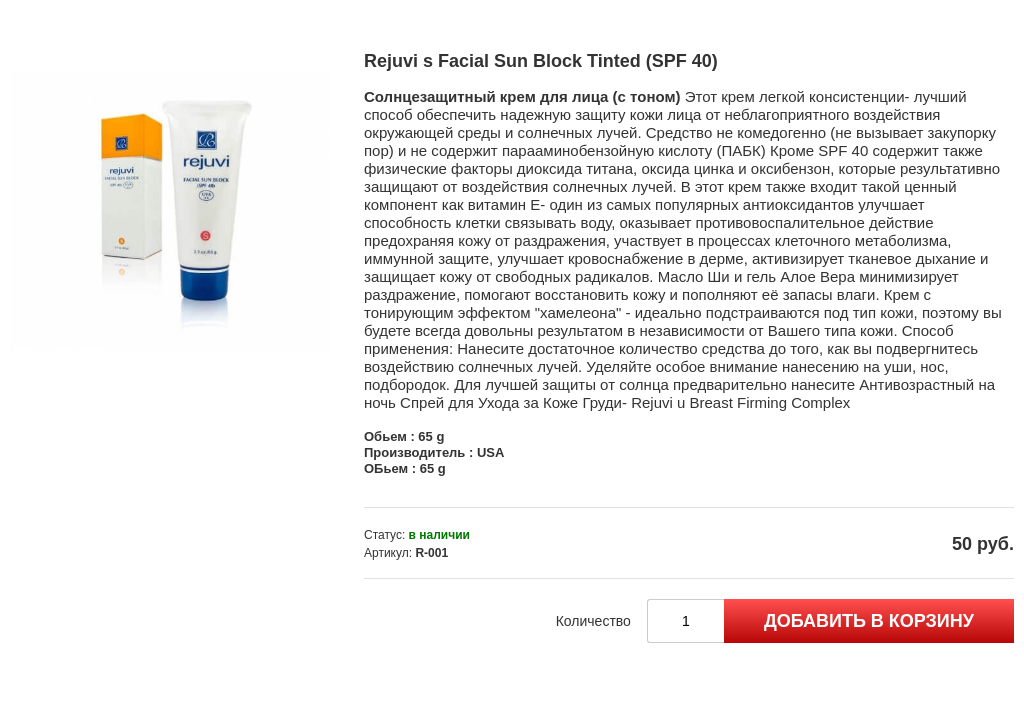 Rejuvi s Facial Sun Block Tinted (SPF 40)
Солнцезащитный крем для лица (с тоном) Этот крем легкой консистенции- лучший
способ обеспечить надежную защиту кожи лица от неблагоприятного воздействия
окружающей среды и солнечных лучей. Средство не комедогенно (не вызывает закупорку
пор) и не содержит парааминобензойную кислоту (ПАБК) Кроме SPF 40 содержит также
физические факторы диоксида титана, оксида цинка и оксибензон, которые результативно
защищают от воздействия солнечных лучей. В этот крем также входит такой ценный
компонент как витамин Е- один из самых популярных антиоксидантов улучшает
способность клетки связывать воду, оказывает противовоспалительное действие
предохраняя кожу от раздражения, участвует в процессах клеточного метаболизма,
иммунной защите, улучшает кровоснабжение в дерме, активизирует тканевое дыхание и
защищает кожу от свободных радикалов. Масло Ши и гель Алое Вера минимизирует
раздражение, помогают восстановить кожу и пополняют её запасы влаги. Крем с
тонирующим эффектом "хамелеона" - идеально подстраиваются под тип кожи, поэтому вы
будете всегда довольны результатом в независимости от Вашего типа кожи. Способ
применения: Нанесите достаточное количество средства до того, как вы подвергнитесь
воздействию солнечных лучей. Уделяйте особое внимание нанесению на уши, нос,
подбородок. Для лучшей защиты от солнца предварительно нанесите Антивозрастный на
ночь Спрей для Ухода за Коже Груди- Rejuvi u Breast Firming Complex
Обьем : 65 g
Производитель : USA
ОБьем : 65 g
Статус: в наличии
Артикул: R-001
50 руб.
Количество
1
ДОБАВИТЬ В КОРЗИНУ
rejuvi
FACIAL SUN BLOCK
rejuvi
FACIAL SUN BLOCK
(SPF 40)
S